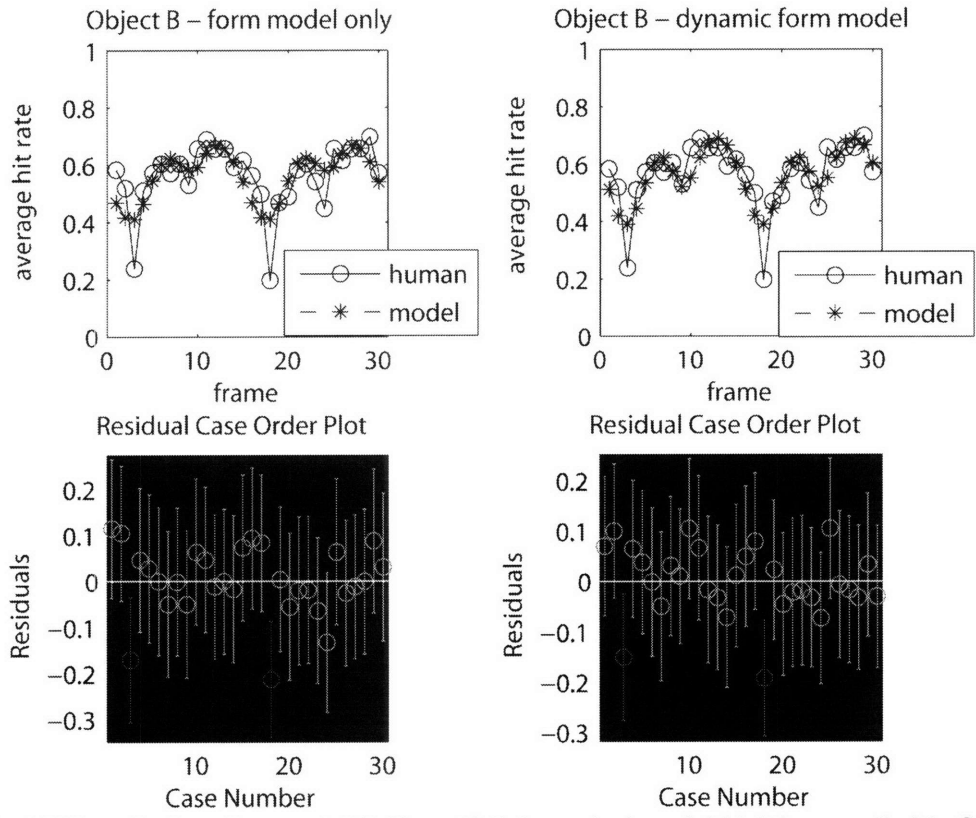 Object B – form model only
Object B – dynamic form model
average hit rate
1
0.8
0.6
0.4
0.2
0
0
10
20
30
frame
human
model
average hit rate
1
0.8
0.6
0.4
0.2
0
0
10
20
30
frame
human
model
Residual Case Order Plot
Residual Case Order Plot
Residuals
0.2
0.1
0
−0.1
−0.2
−0.3
10
20
30
Case Number
Residuals
0.2
0.1
0
−0.1
−0.2
−0.3
10
20
30
Case Number